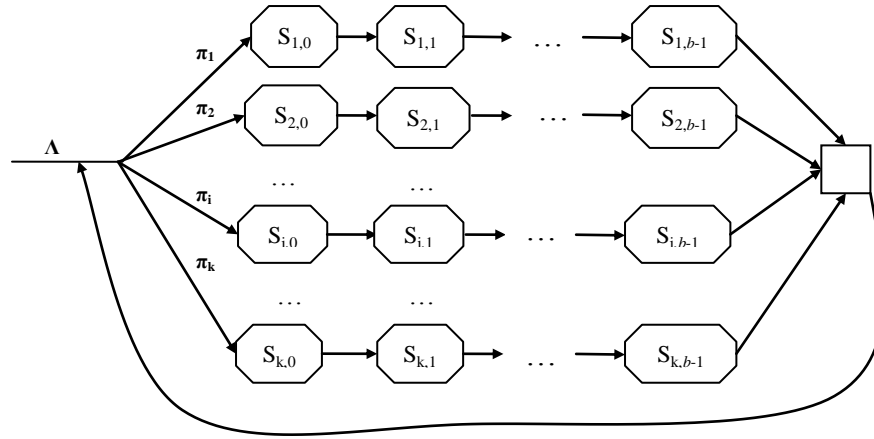 S1,0 S1,1 … S1,b-1
π1
S2,0 S2,1 … S2,b-1
π2
Λ
… …
πi
Si,0 Si,1 … Si,b-1
πk
… …
Sk,0 Sk,1 … Sk,b-1